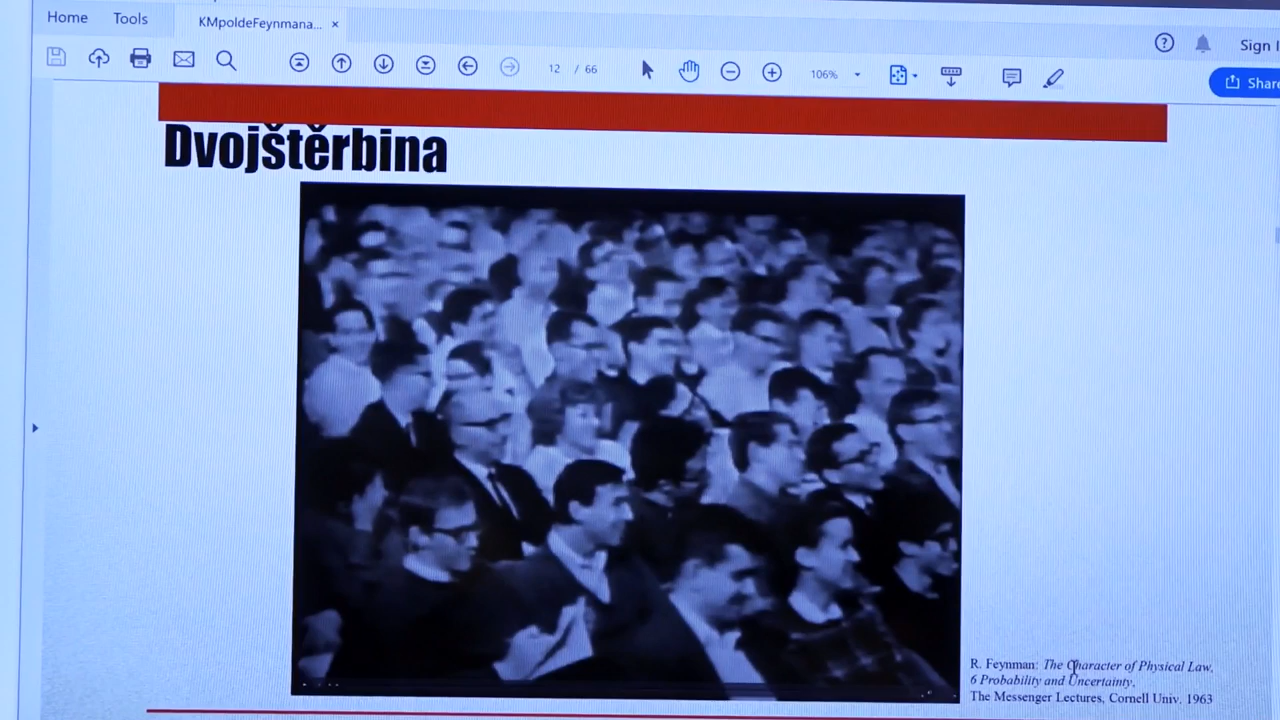 Home
Tools
KMpoldeFeynmana... ×
Sign I
12 / 66
106%
Share
Dvojštěrbina
R. Feynman: The Character of Physical Law,
6 Probability and Uncertainty,
The Messenger Lectures, Cornell Univ. 1963